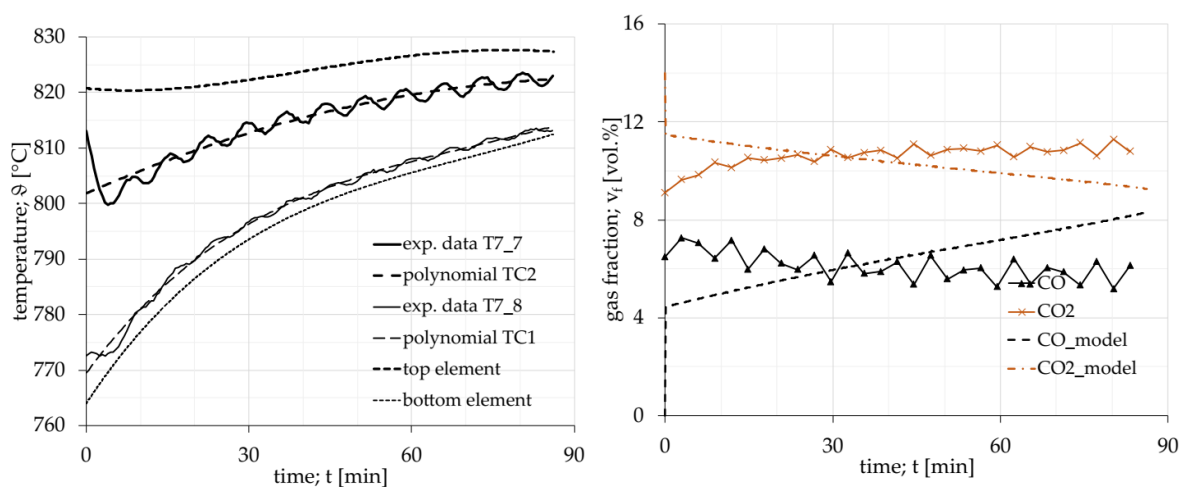 830
820
810
800
790
780
770
760
temperature; ϑ [°C]
exp. data T7_7
polynomial TC2
exp. data T7_8
polynomial TC1
top element
bottom element
0
30
60
90
time; t [min]
16
12
8
4
0
gas fraction; vf [vol.%]
CO
CO2
CO_model
CO2_model
0
30
60
90
time; t [min]